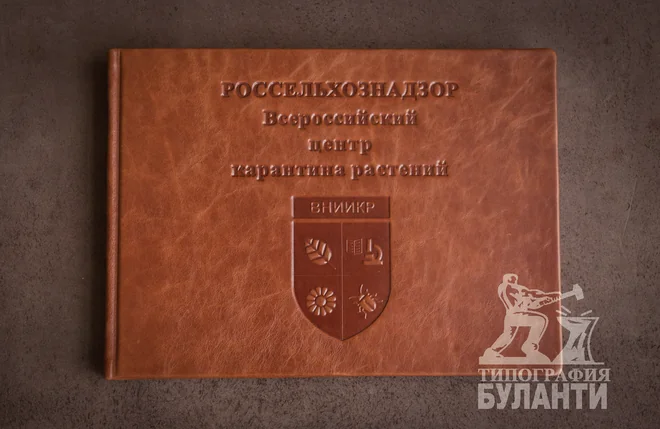 РОССЕЛЬХОЗНАДЗОР
Всероссийский
центр
карантина растений
ВНИИКР
ТИПОГРАФИЯ
БУЛАНТИ